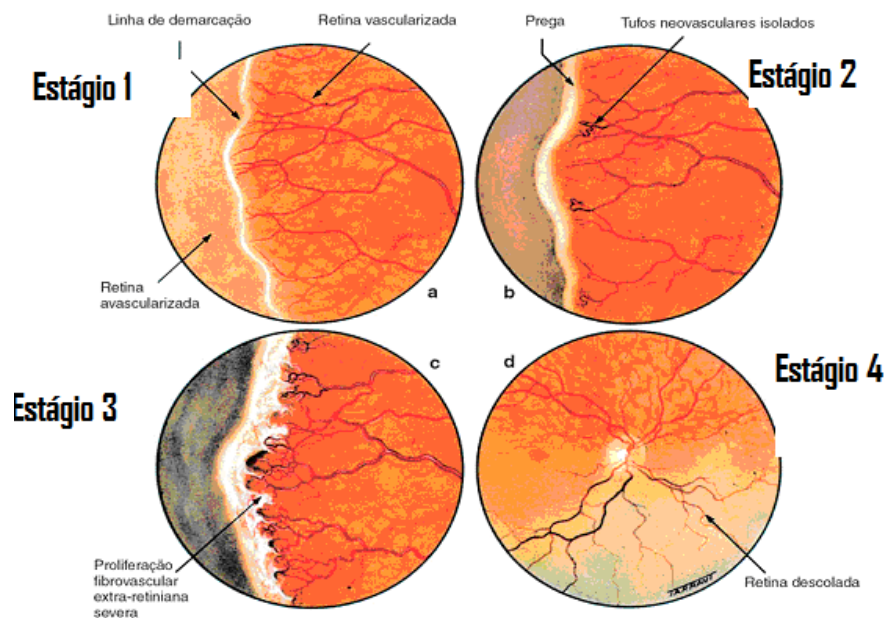 Linha de demarcação
Retina vascularizada
Prega
Tufos neovasculares isolados
Estágio 1
Estágio 2
Retina
avascularizada
a
b
Estágio 3
c
d
Estágio 4
Proliferação
fibrovascular
extra-retiniana
severa
Retina descolada
TARRANT